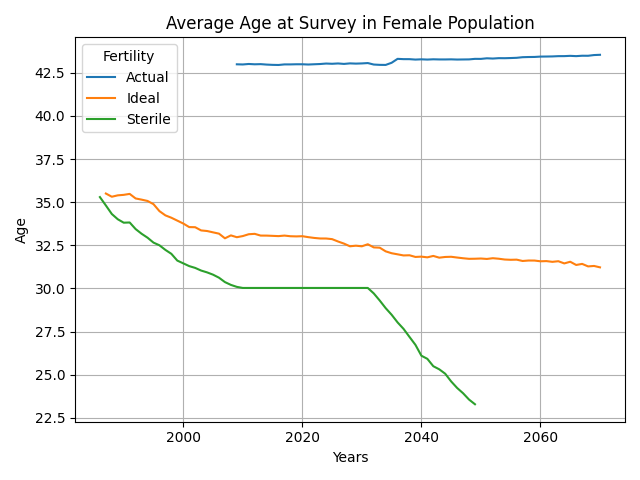 Average Age at Survey in Female Population
Fertility
Actual
Ideal
Sterile
Age
42.5
40.0
37.5
35.0
32.5
30.0
27.5
25.0
22.5
2000
2020
2040
2060
Years